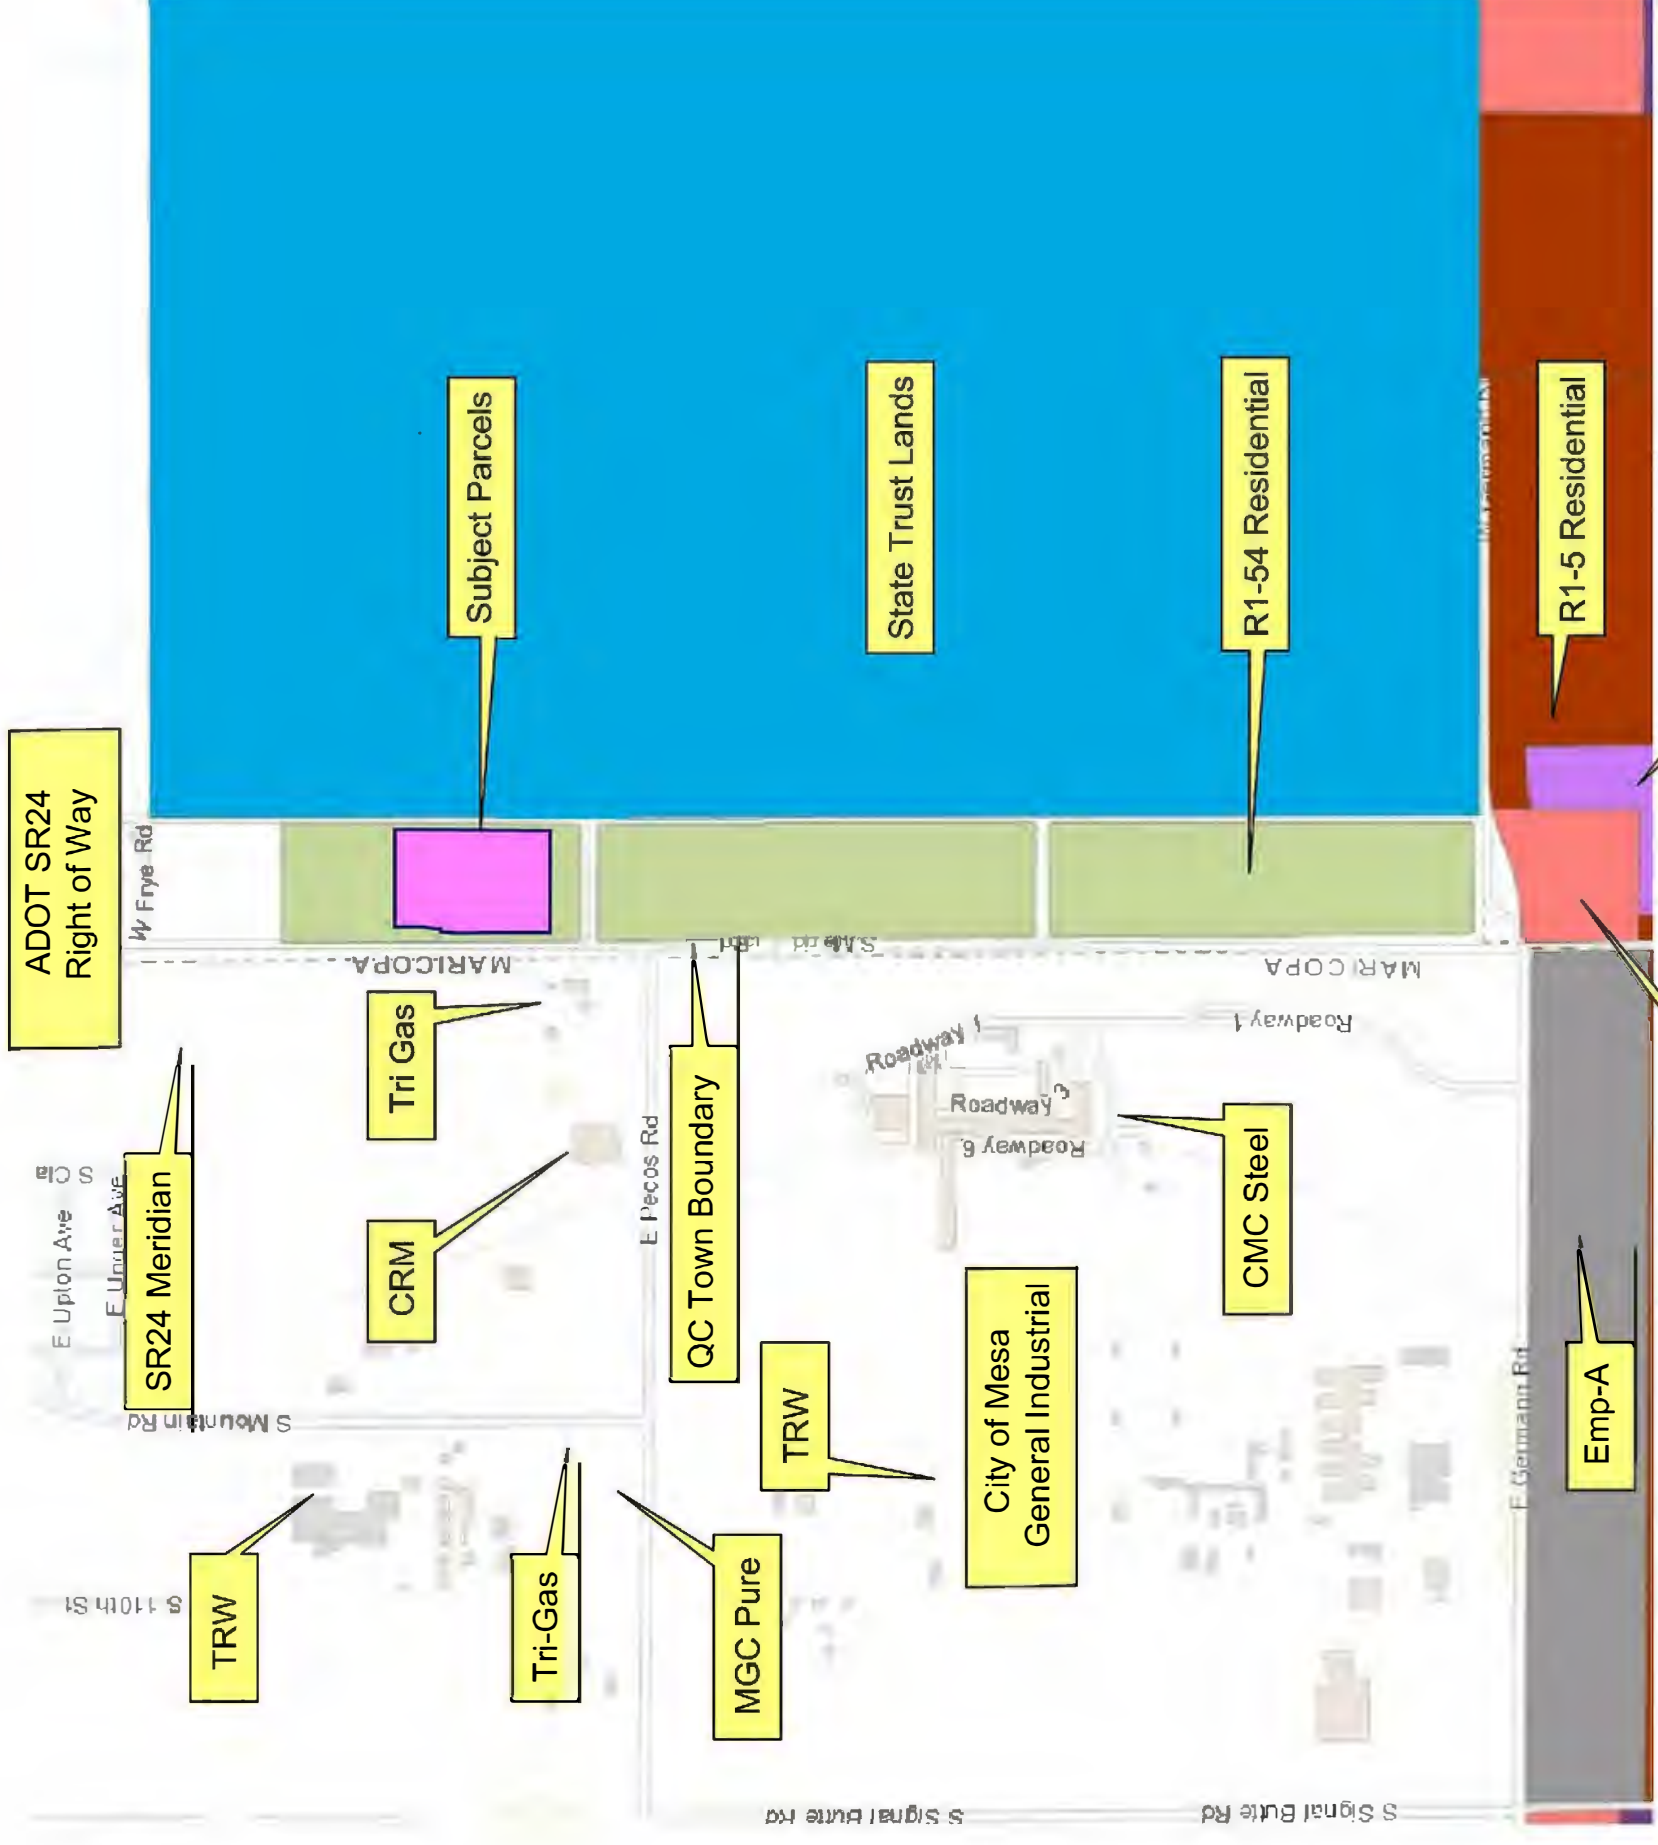 ADOT SR24
Right of Way
W Frye Rd
SR24 Meridian
S Cla
E Upton Ave
E Unger Ave
S Mountain Rd
S 110th St
TRW
Tri Gas
CRM
Tri-Gas
MGC Pure
Subject Parcels
MARICOPA
E Pecos Rd
QC Town Boundary
TRW
City of Mesa
General Industrial
Roadway 1
Roadway
Roadway 6
Roadway 1
CMC Steel
MARICOPA
State Trust Lands
R1-54 Residential
R1-5 Residential
E Germann Rd
Emp-A
S Signal Butte Rd
S Signal Butte Rd